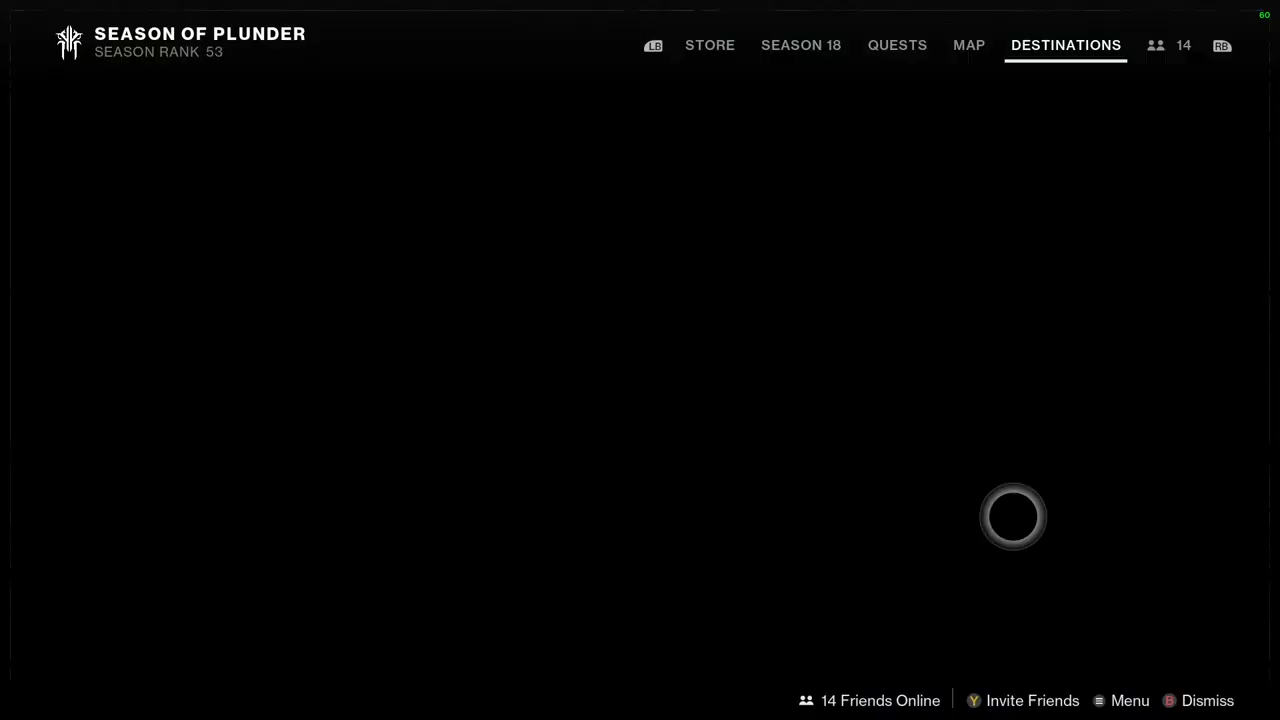 60
SEASON OF PLUNDER
SEASON RANK 53
LB STORE SEASON 18 QUESTS MAP DESTINATIONS 14 RB
14 Friends Online Y Invite Friends Menu B Dismiss